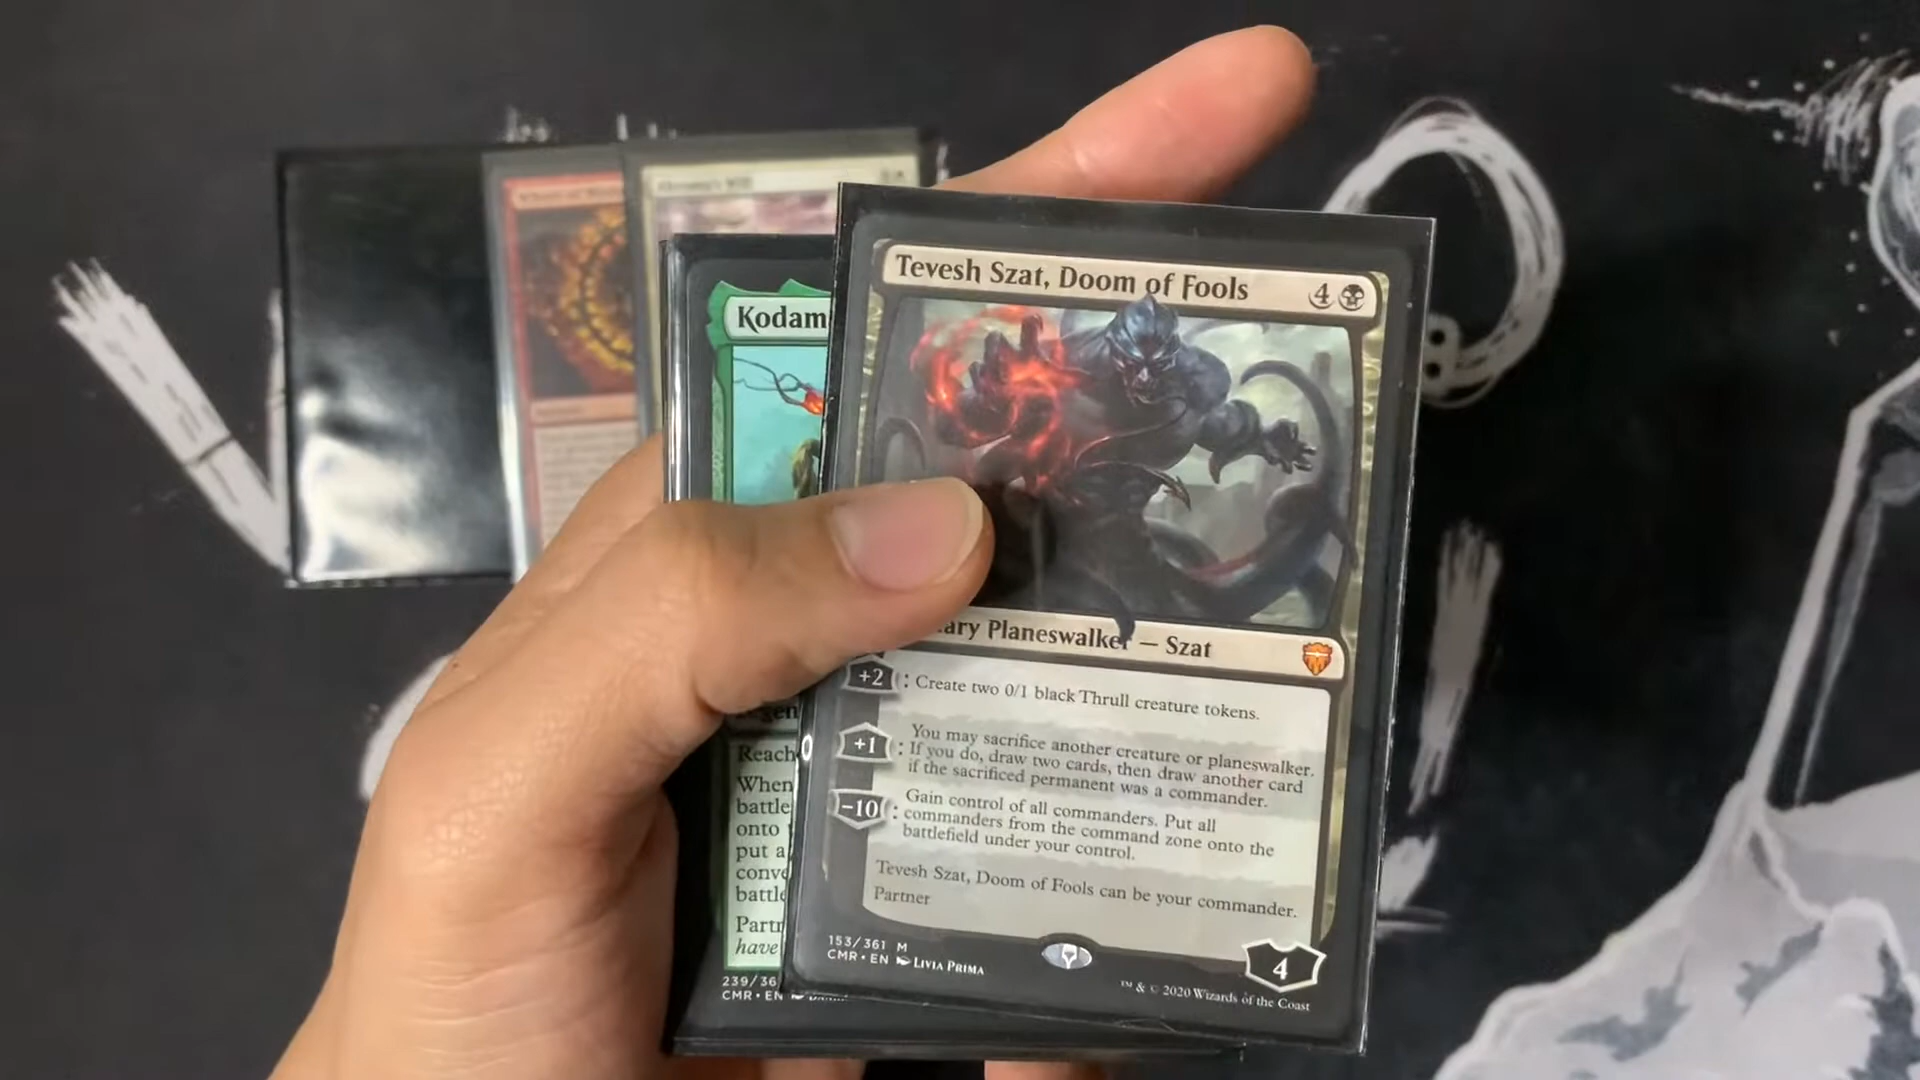 Tevesh Szat, Doom of Fools
4
Planeswalker — Szat
+2 : Create two 0/1 black Thrull creature tokens.
+1 : You may sacrifice another creature or planeswalker.
If you do, draw two cards, then draw another card
if the sacrificed permanent was a commander.
-10 : Gain control of all commanders. Put all
commanders from the command zone onto the
battlefield under your control.
Tevesh Szat, Doom of Fools can be your commander.
Partner
153/361 M
CMR • EN LIVIA PRIMA
4
™ & © 2020 Wizards of the Coast
Kodam
Reach
When
battle
onto
put a
conve
battle
Partn
have
239/36
CMR • EN